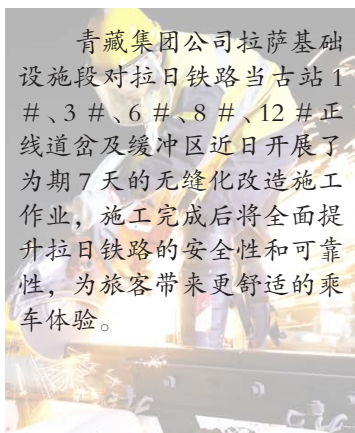 青藏集团公司拉萨基础
设施段对拉日铁路当古站1
#、3#、6#、8#、12#正
线道岔及缓冲区近日开展了
为期7天的无缝化改造施工
作业，施工完成后将全面提
升拉日铁路的安全性和可靠
性，为旅客带来更舒适的乘
车体验。